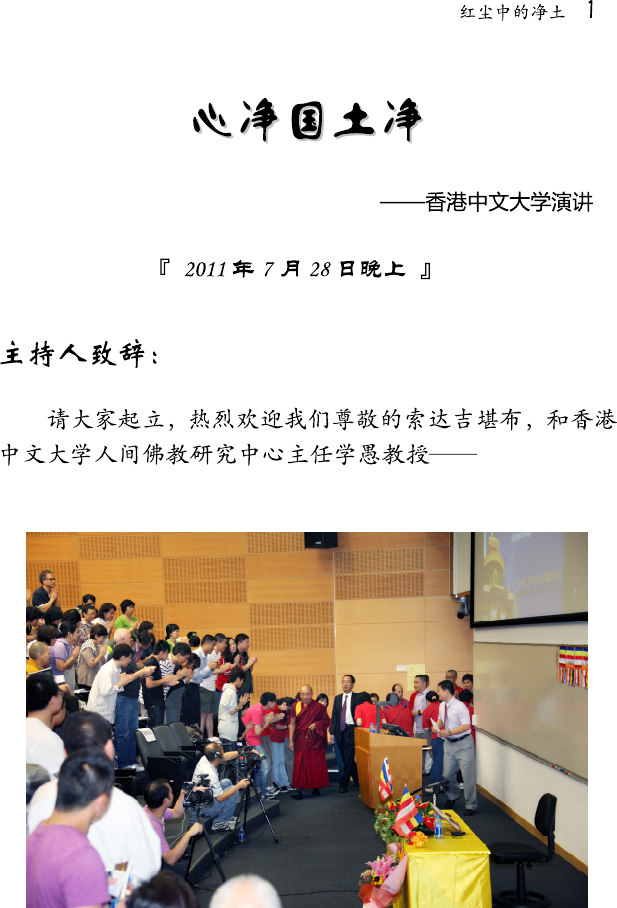 红尘中的净土 1
心净国土净
——香港中文大学演讲
『 2011年 7 月 28 日晚上 』
主持人致辞：
请大家起立，热烈欢迎我们尊敬的索达吉堪布，和香港
中文大学人间佛教研究中心主任学愚教授——